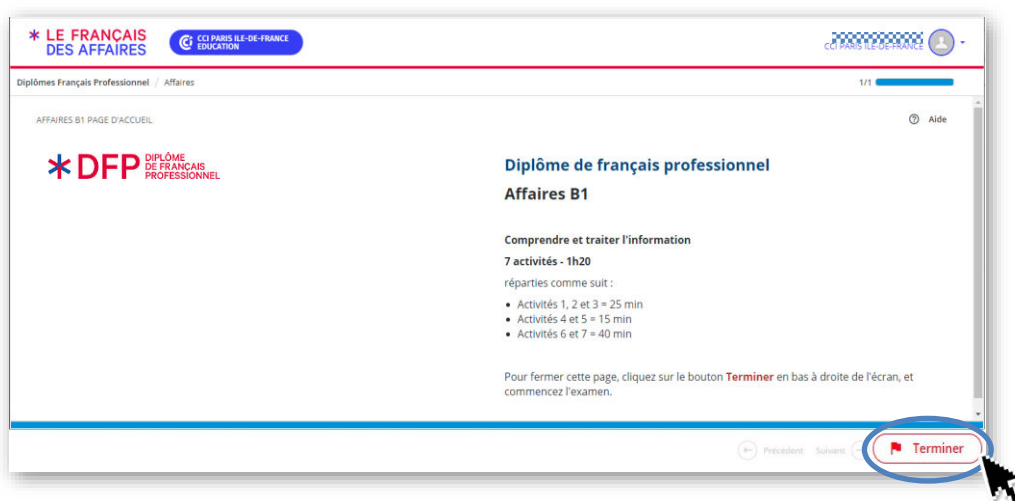 LE FRANÇAIS
DES AFFAIRES
CCI PARIS ILE-DE-FRANCE
EDUCATION
CCI PARIS ILE-DE-FRANCE
Diplômes Français Professionnel / Affaires
1/1
AFFAIRES B1 PAGE D'ACCUEIL
Aide
DFP DIPLÔME
DE FRANÇAIS
PROFESSIONNEL
Diplôme de français professionnel
Affaires B1
Comprendre et traiter l'information
7 activités - 1h20
réparties comme suit :
• Activités 1, 2 et 3 = 25 min
• Activités 4 et 5 = 15 min
• Activités 6 et 7 = 40 min
Pour fermer cette page, cliquez sur le bouton Terminer en bas à droite de l'écran, et
commencez l'examen.
Précédent Suivant Terminer